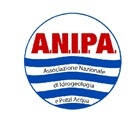 A.N.I.P.A.
Associazione Nazionale
di Idrogeologia
e Pozzi Acqua